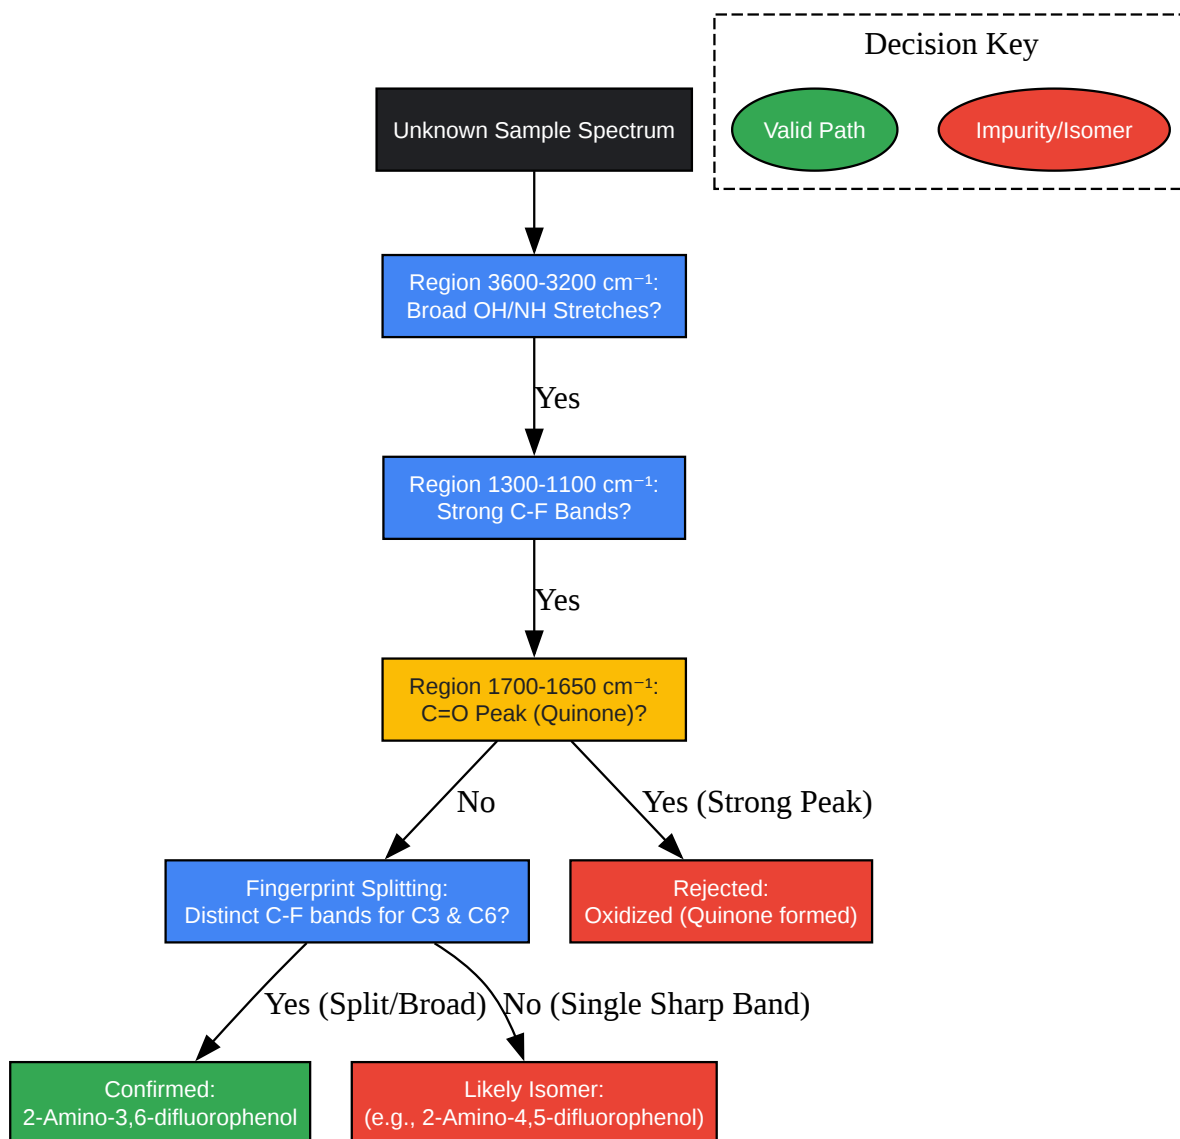 Decision Key
Valid Path
Impurity/Isomer
Unknown Sample Spectrum
Region 3600-3200 cm⁻¹:
Broad OH/NH Stretches?
Yes
Region 1300-1100 cm⁻¹:
Strong C-F Bands?
Yes
Region 1700-1650 cm⁻¹:
C=O Peak (Quinone)?
No
Yes (Strong Peak)
Fingerprint Splitting:
Distinct C-F bands for C3 & C6?
Rejected:
Oxidized (Quinone formed)
Yes (Split/Broad)
No (Single Sharp Band)
Confirmed:
2-Amino-3,6-difluorophenol
Likely Isomer:
(e.g., 2-Amino-4,5-difluorophenol)